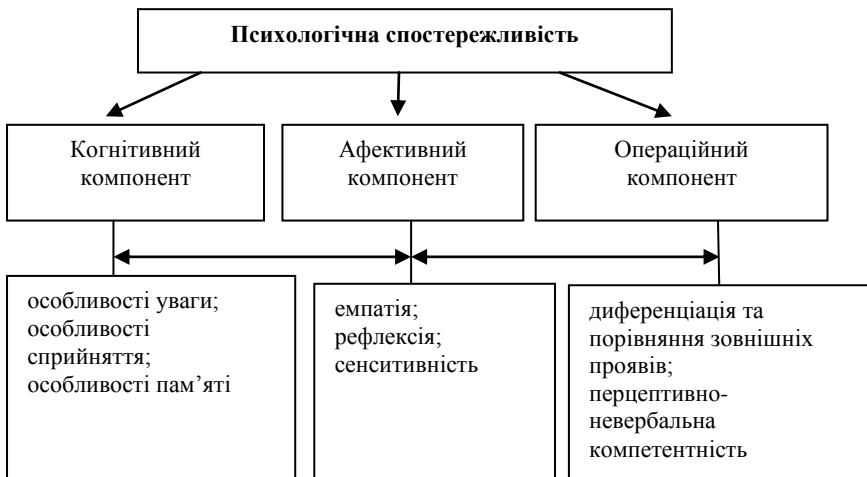 Психологічна спостережливість
Когнітивний
компонент
Афективний
компонент
Операційний
компонент
особливості уваги;
особливості
сприйняття;
особливості пам’яті
емпатія;
рефлексія;
сенситивність
диференціація та
порівняння зовнішніх
проявів;
перцептивно-
невербальна
компетентність